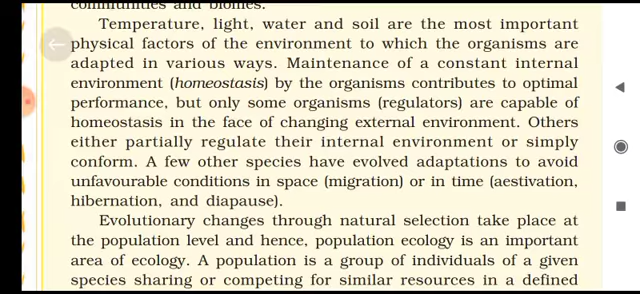 communities and biomes.
Temperature, light, water and soil are the most important
physical factors of the environment to which the organisms are
adapted in various ways. Maintenance of a constant internal
environment (homeostasis) by the organisms contributes to optimal
performance, but only some organisms (regulators) are capable of
homeostasis in the face of changing external environment. Others
either partially regulate their internal environment or simply
conform. A few other species have evolved adaptations to avoid
unfavourable conditions in space (migration) or in time (aestivation,
hibernation, and diapause).
Evolutionary changes through natural selection take place at
the population level and hence, population ecology is an important
area of ecology. A population is a group of individuals of a given
species sharing or competing for similar resources in a defined